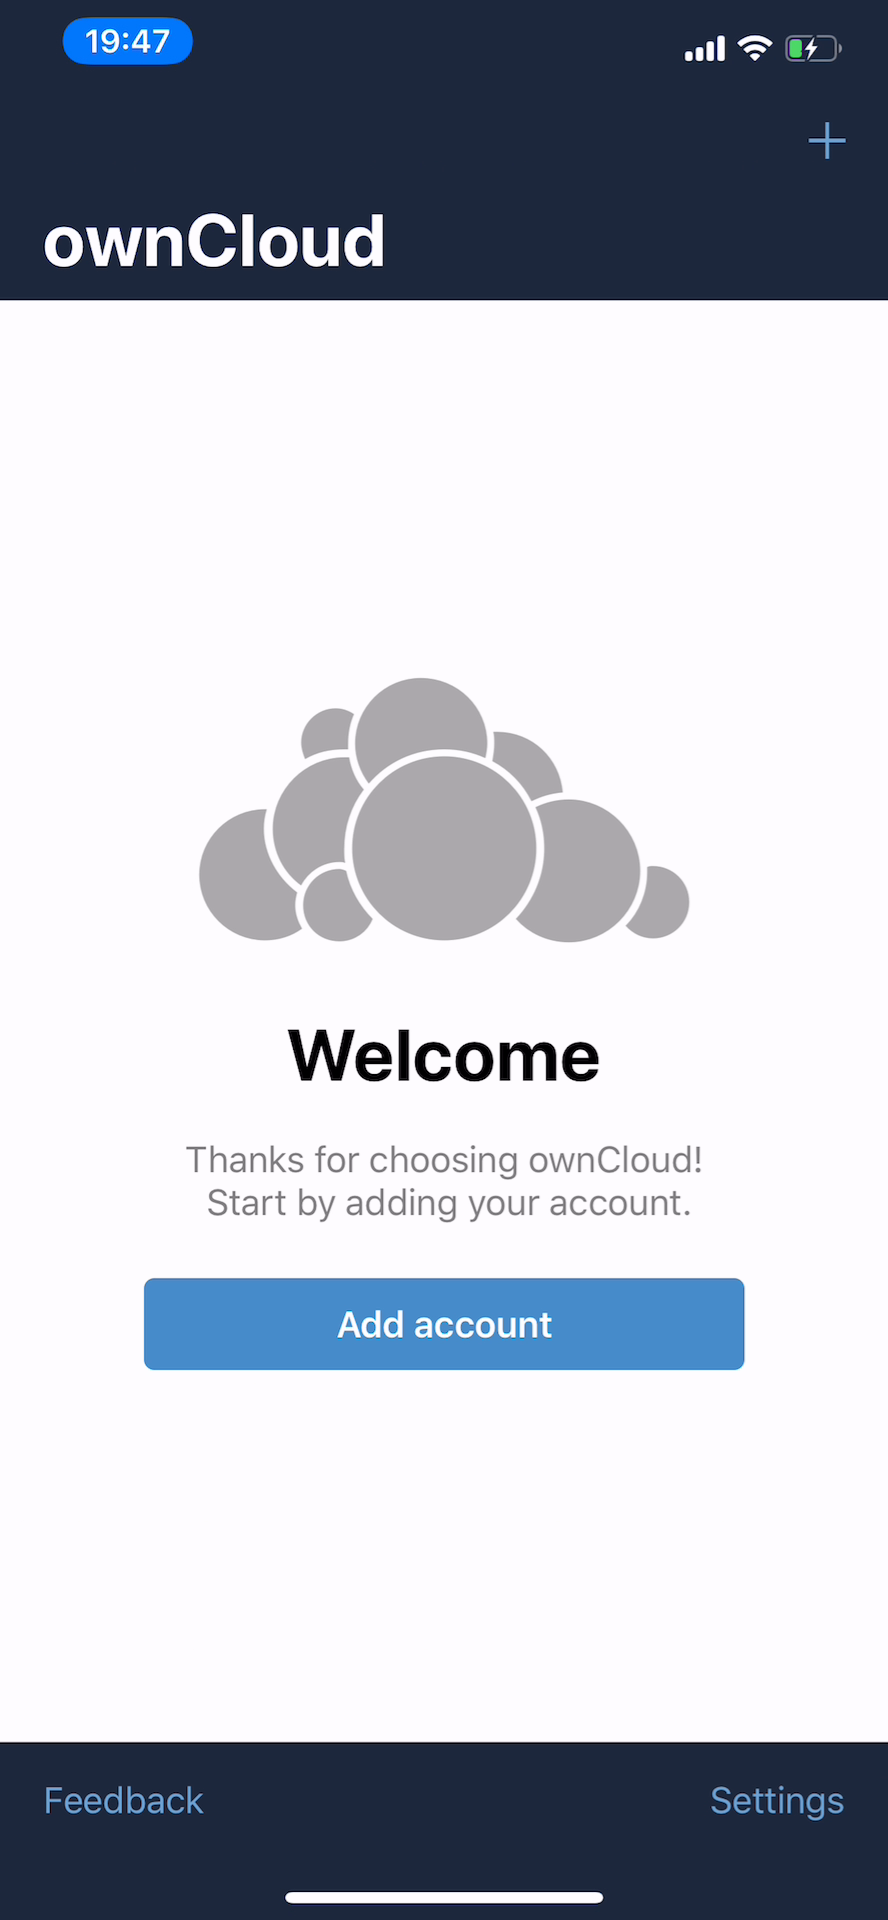 19:47
ownCloud
Welcome
Thanks for choosing ownCloud!
Start by adding your account.
Add account
Feedback
Settings